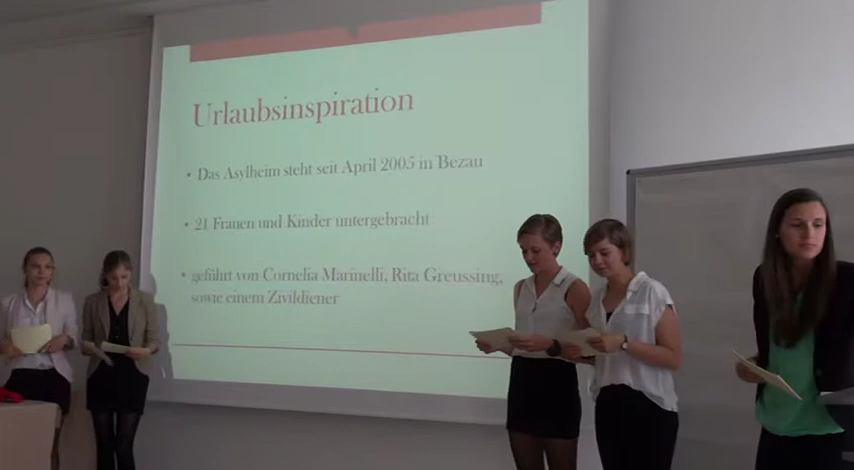 Urlaubsinspiration
• Das Asylheim steht seit April 2005 in Bezau
• 21 Frauen und Kinder untergebracht
• geführt von Cornelia Marinelli, Rita Greussing,
sowie einem Zivildiener